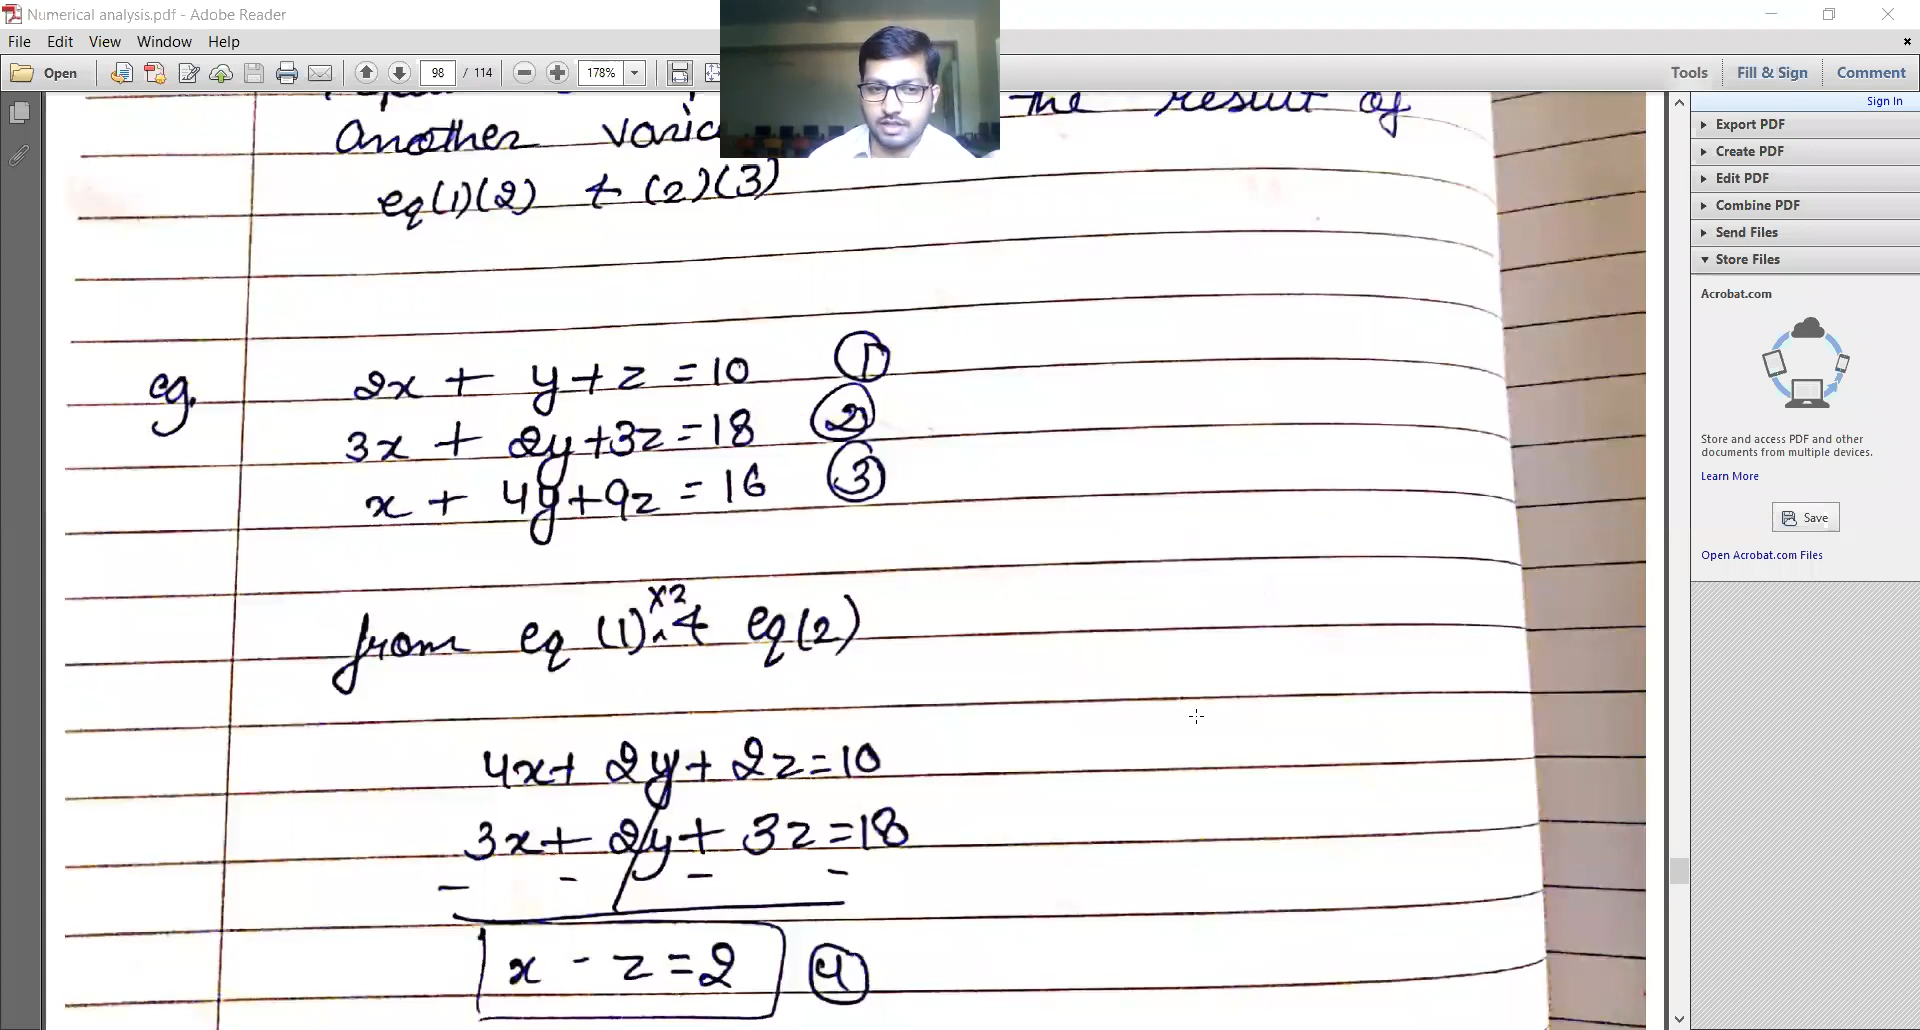 Numerical analysis.pdf - Adobe Reader
File Edit View Window Help
Open 98 / 114 178% Tools Fill & Sign Comment
Sign In
the result of
Another
eq(1)(2) + (2)(3)
eg. 2x + y+z =10 ①
3x + 2y+3z=18 ②
x + 4y+9z = 16 ③
from eq (1)^x2 & eq(2)
4x+ 2y+ 2z=10
3x+ 2y+ 3z=18
- - - -
x - z=2 ④
Export PDF
Create PDF
Edit PDF
Combine PDF
Send Files
Store Files
Acrobat.com
Store and access PDF and other
documents from multiple devices.
Learn More
Save
Open Acrobat.com Files